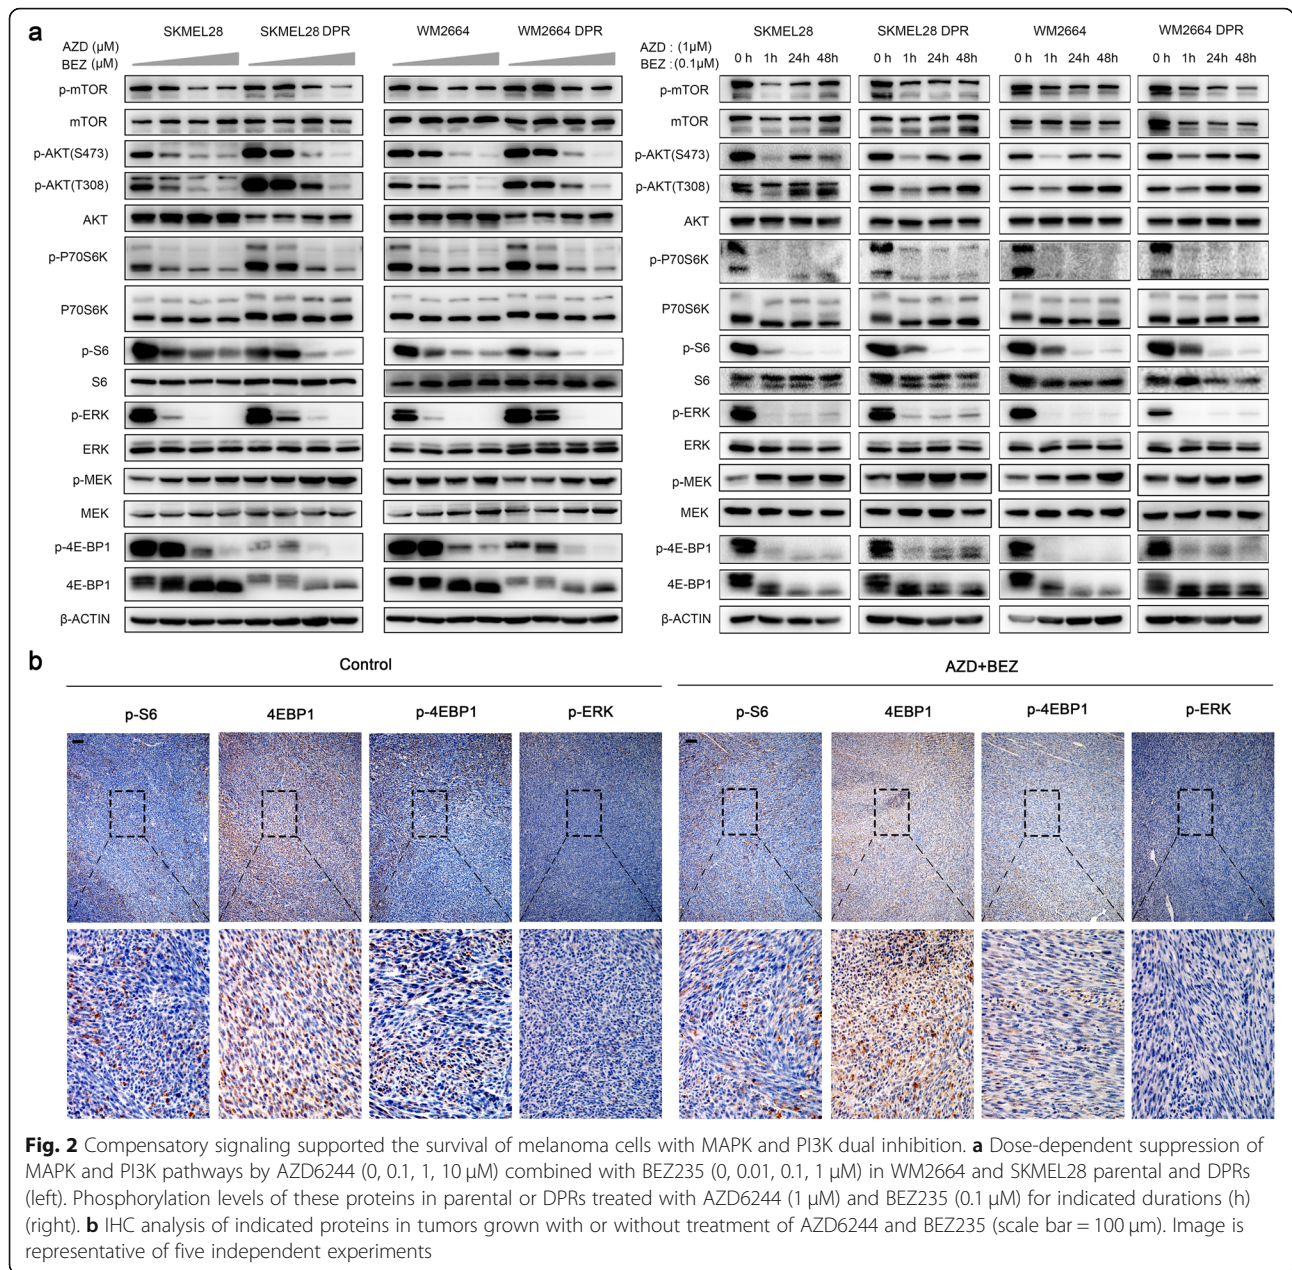 a
SKMEL28 SKMEL28 DPR WM2664 WM2664 DPR
AZD (μM)
BEZ (μM)
p-mTOR
mTOR
p-AKT(S473)
p-AKT(T308)
AKT
p-P70S6K
P70S6K
p-S6
S6
p-ERK
ERK
p-MEK
MEK
p-4E-BP1
4E-BP1
β-ACTIN
SKMEL28 SKMEL28 DPR WM2664 WM2664 DPR
AZD : (1μM)
BEZ :(0.1μM)
0 h 1h 24h 48h 0 h 1h 24h 48h 0 h 1h 24h 48h 0 h 1h 24h 48h
p-mTOR
mTOR
p-AKT(S473)
p-AKT(T308)
AKT
p-P70S6K
P70S6K
p-S6
S6
p-ERK
ERK
p-MEK
MEK
p-4E-BP1
4E-BP1
β-ACTIN
b
Control AZD+BEZ
p-S6 4EBP1 p-4EBP1 p-ERK p-S6 4EBP1 p-4EBP1 p-ERK
Fig. 2 Compensatory signaling supported the survival of melanoma cells with MAPK and PI3K dual inhibition. a Dose-dependent suppression of
MAPK and PI3K pathways by AZD6244 (0, 0.1, 1, 10 μM) combined with BEZ235 (0, 0.01, 0.1, 1 μM) in WM2664 and SKMEL28 parental and DPRs
(left). Phosphorylation levels of these proteins in parental or DPRs treated with AZD6244 (1 μM) and BEZ235 (0.1 μM) for indicated durations (h)
(right). b IHC analysis of indicated proteins in tumors grown with or without treatment of AZD6244 and BEZ235 (scale bar = 100 μm). Image is
representative of five independent experiments